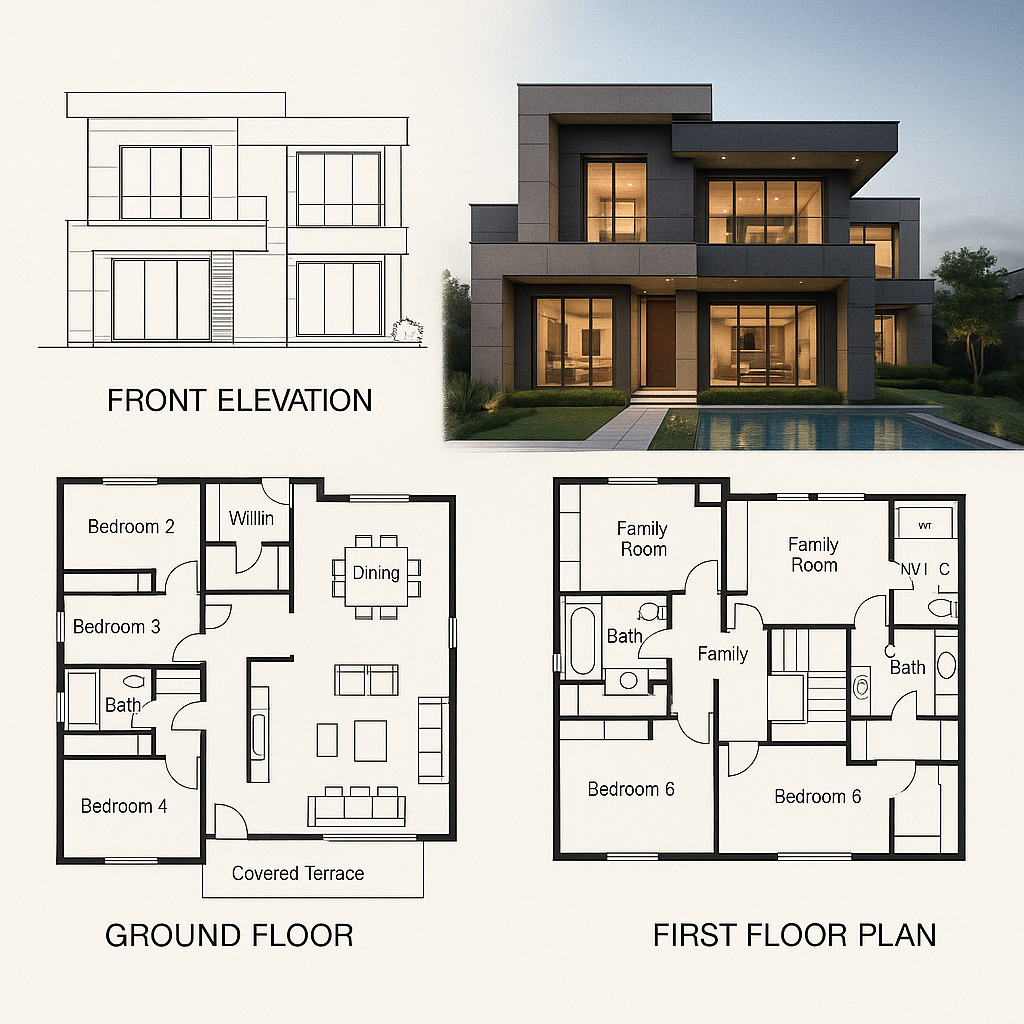 FRONT ELEVATION
Bedroom 2
Willlin
Dining
Bedroom 3
Bath
Bedroom 4
Covered Terrace
GROUND FLOOR
Family
Room
Family
Room
WT
NV I C
Bath
Family
C
Bath
Bedroom 6
Bedroom 6
FIRST FLOOR PLAN